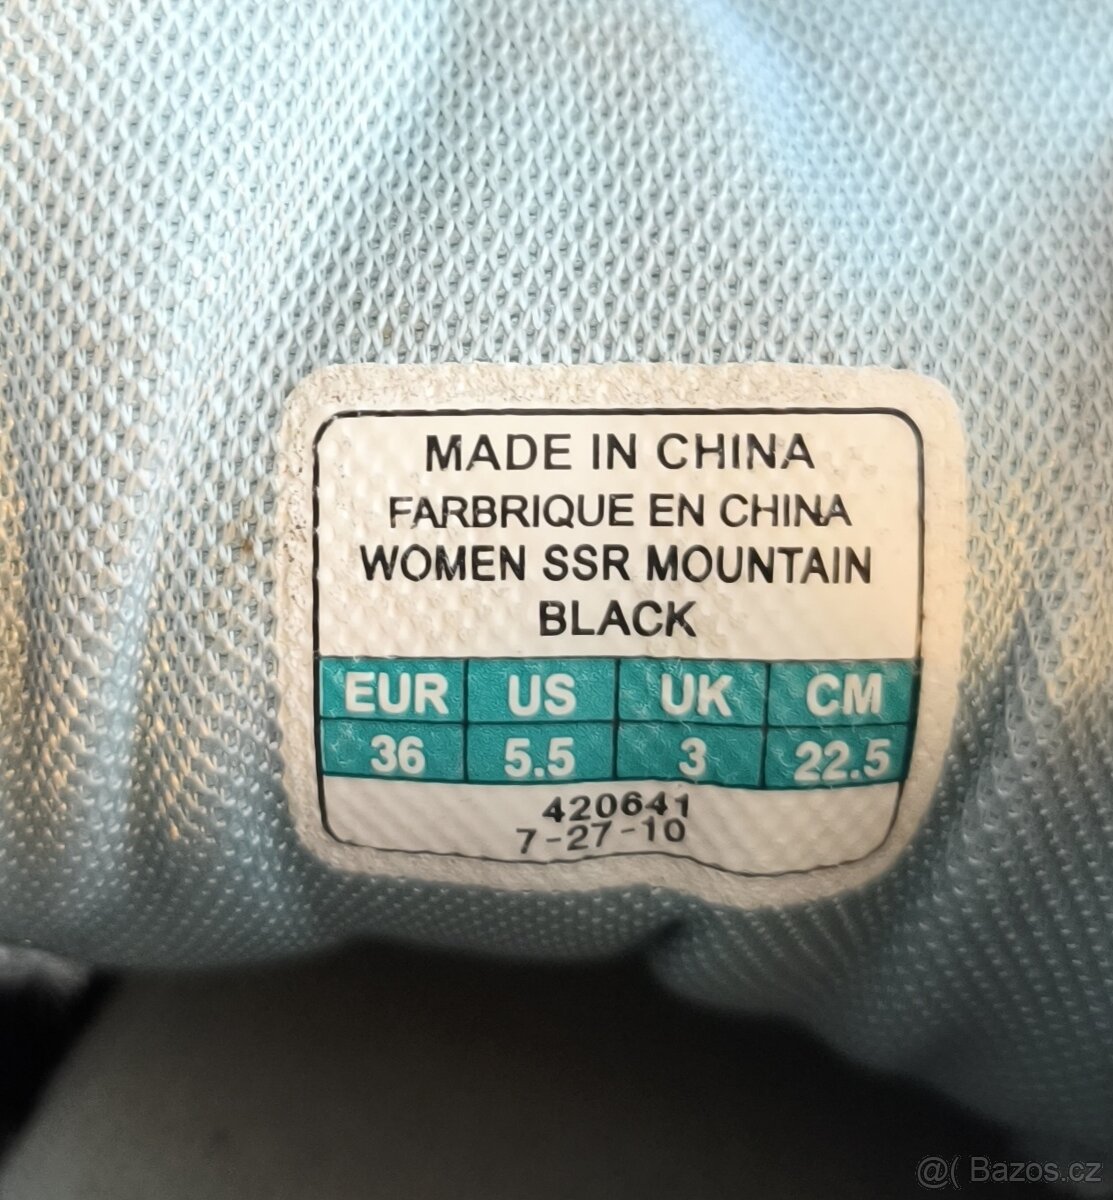 MADE IN CHINA
FARBRIQUE EN CHINA
WOMEN SSR MOUNTAIN
BLACK
EUR US UK CM
36 5.5 3 22.5
420641
7-27-10
@( Bazos.cz